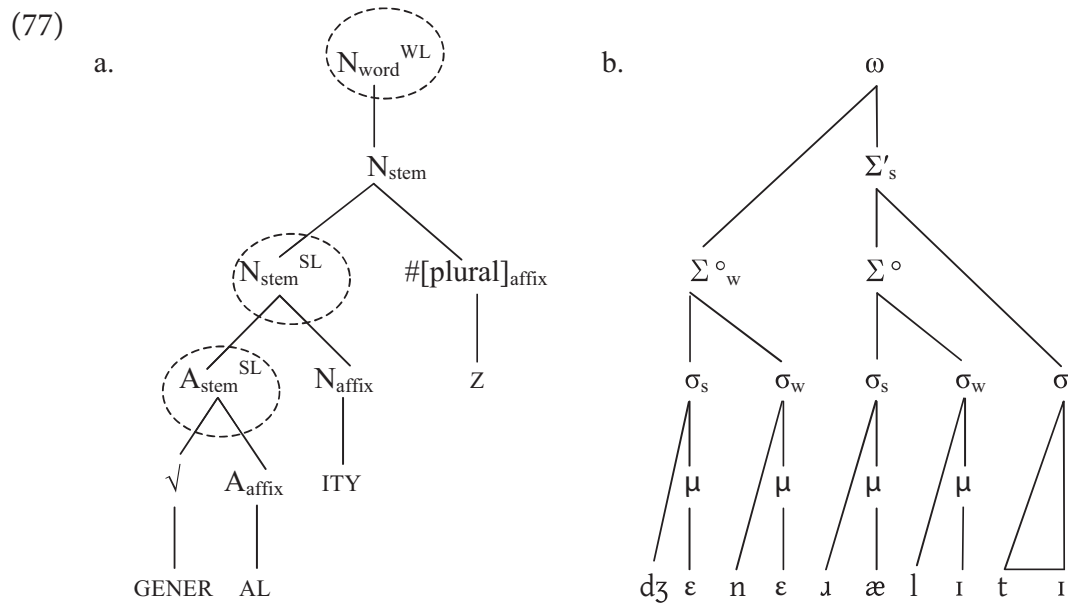 (77)
a. N_word^WL b. ω
N_stem Σ′_s
N_stem^SL #[plural]_affix Σ°_w Σ°
A_stem^SL N_affix Z σ_s σ_w σ_s σ_w σ
√ A_affix ITY μ μ μ μ
GENER AL dʒ ɛ n ɛ ɹ æ l ɪ t ɪ